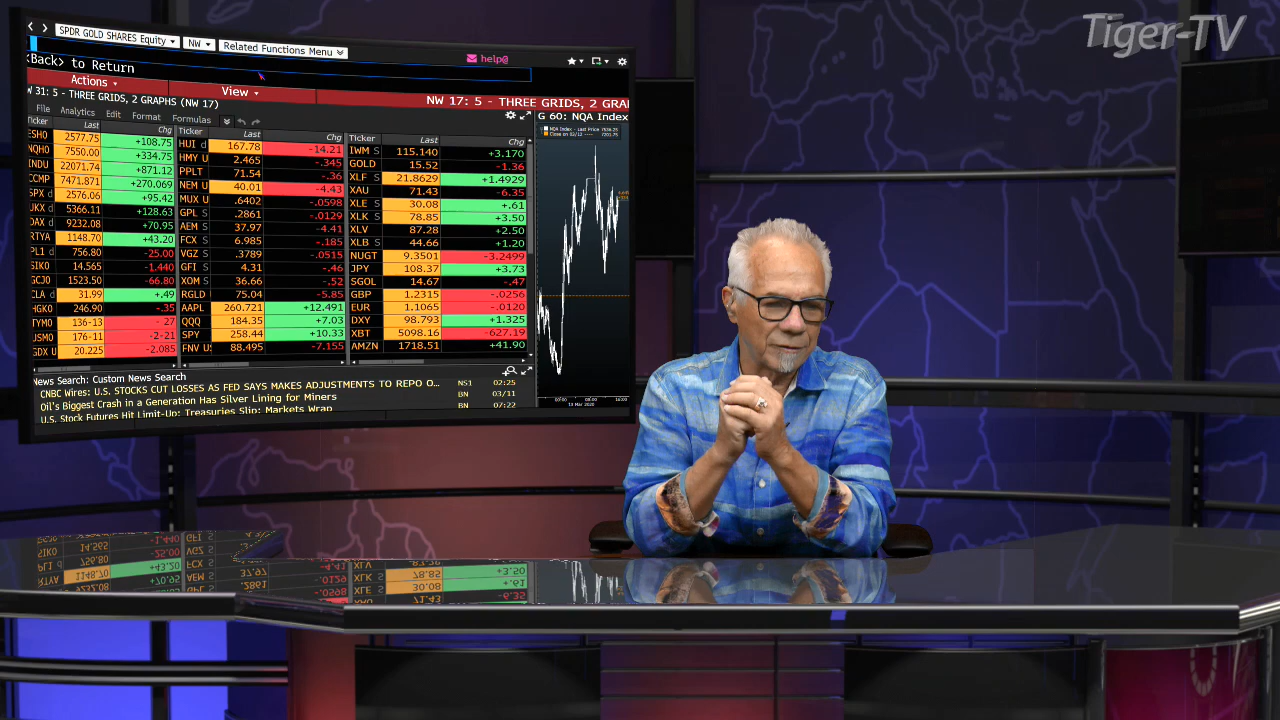 Tiger-TV
SPDR GOLD SHARES Equity NW Related Functions Menu
<Back> to Return
help@
Actions View
NW 17: 5 - THREE GRIDS, 2 GRA
W 31: 5 - THREE GRIDS, 2 GRAPHS (NW 17)
File Analytics Edit Format Formulas
G 60: NQA Index
Ticker Last Chg
ESHO 2577.75 +108.75
NQHO 7550.00 +334.75
INDU 22071.74 +871.12
CCMP 7471.871 +270.069
SPX d 2576.06 +95.42
UKX d 5366.11 +128.63
DAX d 9232.08 +70.95
RTYA 1148.70 +43.20
PL1 d 756.80 -25.00
SIKO 14.565 -1.440
GCJO 1523.50 -66.80
CLA d 31.99 +.49
HGKO 246.90 -.35
TYMO 136-13 - 27
USMO 176-11 -2-21
GDX U 20.225 -2.085
Ticker Last Chg
HUI d 167.78 -14.21
HMY U 2.465 -.345
PPLT 71.54 -.36
NEM U 40.01 -4.43
MUX U .6402 -.0598
GPL S .2861 -.0129
AEM S 37.97 -4.41
FCX S 6.985 -.185
VGZ S .3789 -.0515
GFI S 4.31 -.46
XOM S 36.66 -.52
RGLD 75.04 -5.85
AAPL 260.721 +12.491
QQQ 184.35 +7.03
SPY 258.44 +10.33
FNV US 88.495 -7.155
Ticker Last Chg
IWM S 115.140 +3.170
GOLD 15.52 -1.36
XLF S 21.8629 +1.4929
XAU 71.43 -6.35
XLE S 30.08 +.61
XLK S 78.85 +3.50
XLV 87.28 +2.50
XLB S 44.66 +1.20
NUGT 9.3501 -3.2499
JPY 108.37 +3.73
SGOL 14.67 -.47
GBP 1.2315 -.0256
EUR 1.1065 -.0120
DXY 98.793 +1.325
XBT 5098.16 -627.19
AMZN 1718.51 +41.90
News Search: Custom News Search
CNBC Wires: U.S. STOCKS CUT LOSSES AS FED SAYS MAKES ADJUSTMENTS TO REPO O... NS1 02:25
Oil's Biggest Crash in a Generation Has Silver Lining for Miners BN 03/11
U.S. Stock Futures Hit Limit-Up; Treasuries Slip: Markets Wrap BN 07:22
13 Mar 2020